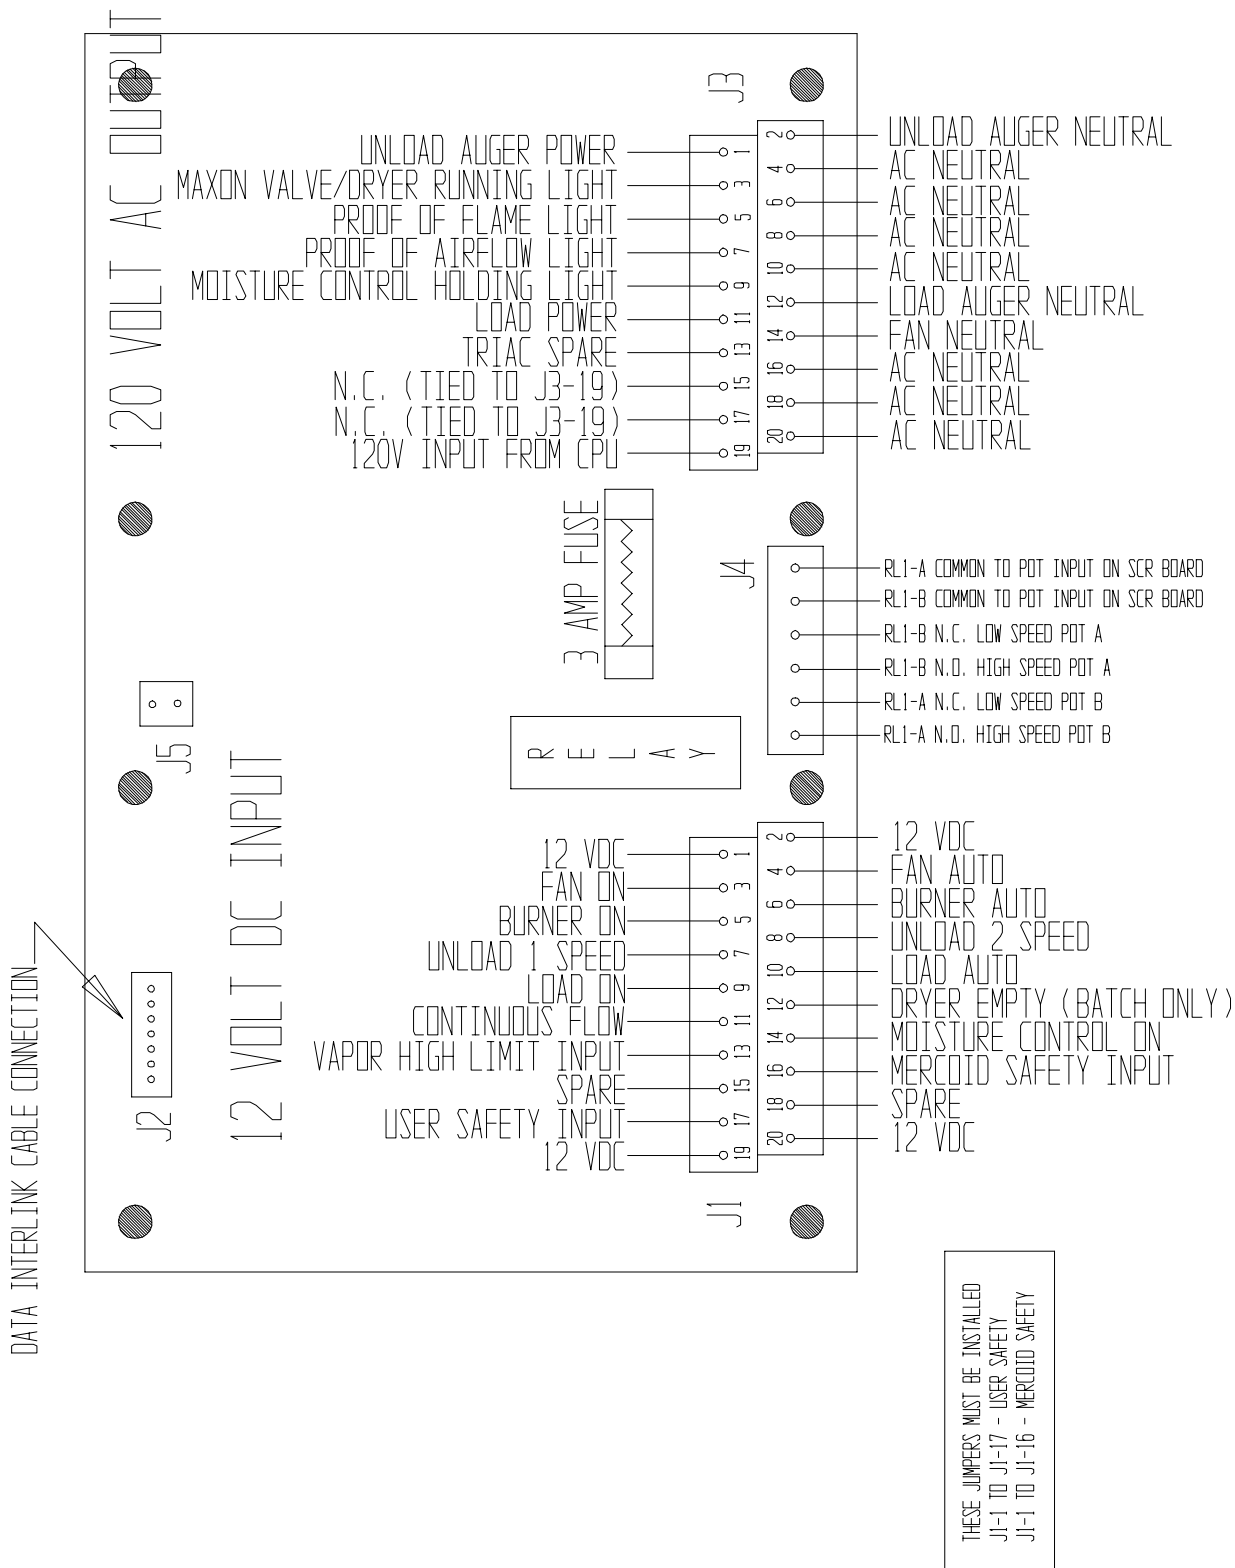 120 VOLT AC OUTPUT
J3
UNLOAD AUGER POWER
MAXON VALVE/DRYER RUNNING LIGHT
PROOF OF FLAME LIGHT
PROOF OF AIRFLOW LIGHT
MOISTURE CONTROL HOLDING LIGHT
LOAD POWER
TRIAC SPARE
N.C. (TIED TO J3-19)
N.C. (TIED TO J3-19)
120V INPUT FROM CPU
1
3
5
7
9
11
13
15
17
19
2
4
6
8
10
12
14
16
18
20
UNLOAD AUGER NEUTRAL
AC NEUTRAL
AC NEUTRAL
AC NEUTRAL
AC NEUTRAL
LOAD AUGER NEUTRAL
FAN NEUTRAL
AC NEUTRAL
AC NEUTRAL
AC NEUTRAL
3 AMP FUSE
J4
RL1-A COMMON TO POT INPUT ON SCR BOARD
RL1-B COMMON TO POT INPUT ON SCR BOARD
RL1-B N.C. LOW SPEED POT A
RL1-B N.O. HIGH SPEED POT A
RL1-A N.C. LOW SPEED POT B
RL1-A N.O. HIGH SPEED POT B
J5
RELAY
12 VOLT DC INPUT
12 VDC
FAN ON
BURNER ON
UNLOAD 1 SPEED
LOAD ON
CONTINUOUS FLOW
VAPOR HIGH LIMIT INPUT
SPARE
USER SAFETY INPUT
12 VDC
1
3
5
7
9
11
13
15
17
19
2
4
6
8
10
12
14
16
18
20
12 VDC
FAN AUTO
BURNER AUTO
UNLOAD 2 SPEED
LOAD AUTO
DRYER EMPTY (BATCH ONLY)
MOISTURE CONTROL ON
MERCOID SAFETY INPUT
SPARE
12 VDC
J1
J2
DATA INTERLINK CABLE CONNECTION
THESE JUMPERS MUST BE INSTALLED
J1-1 TO J1-17 - USER SAFETY
J1-1 TO J1-16 - MERCOID SAFETY